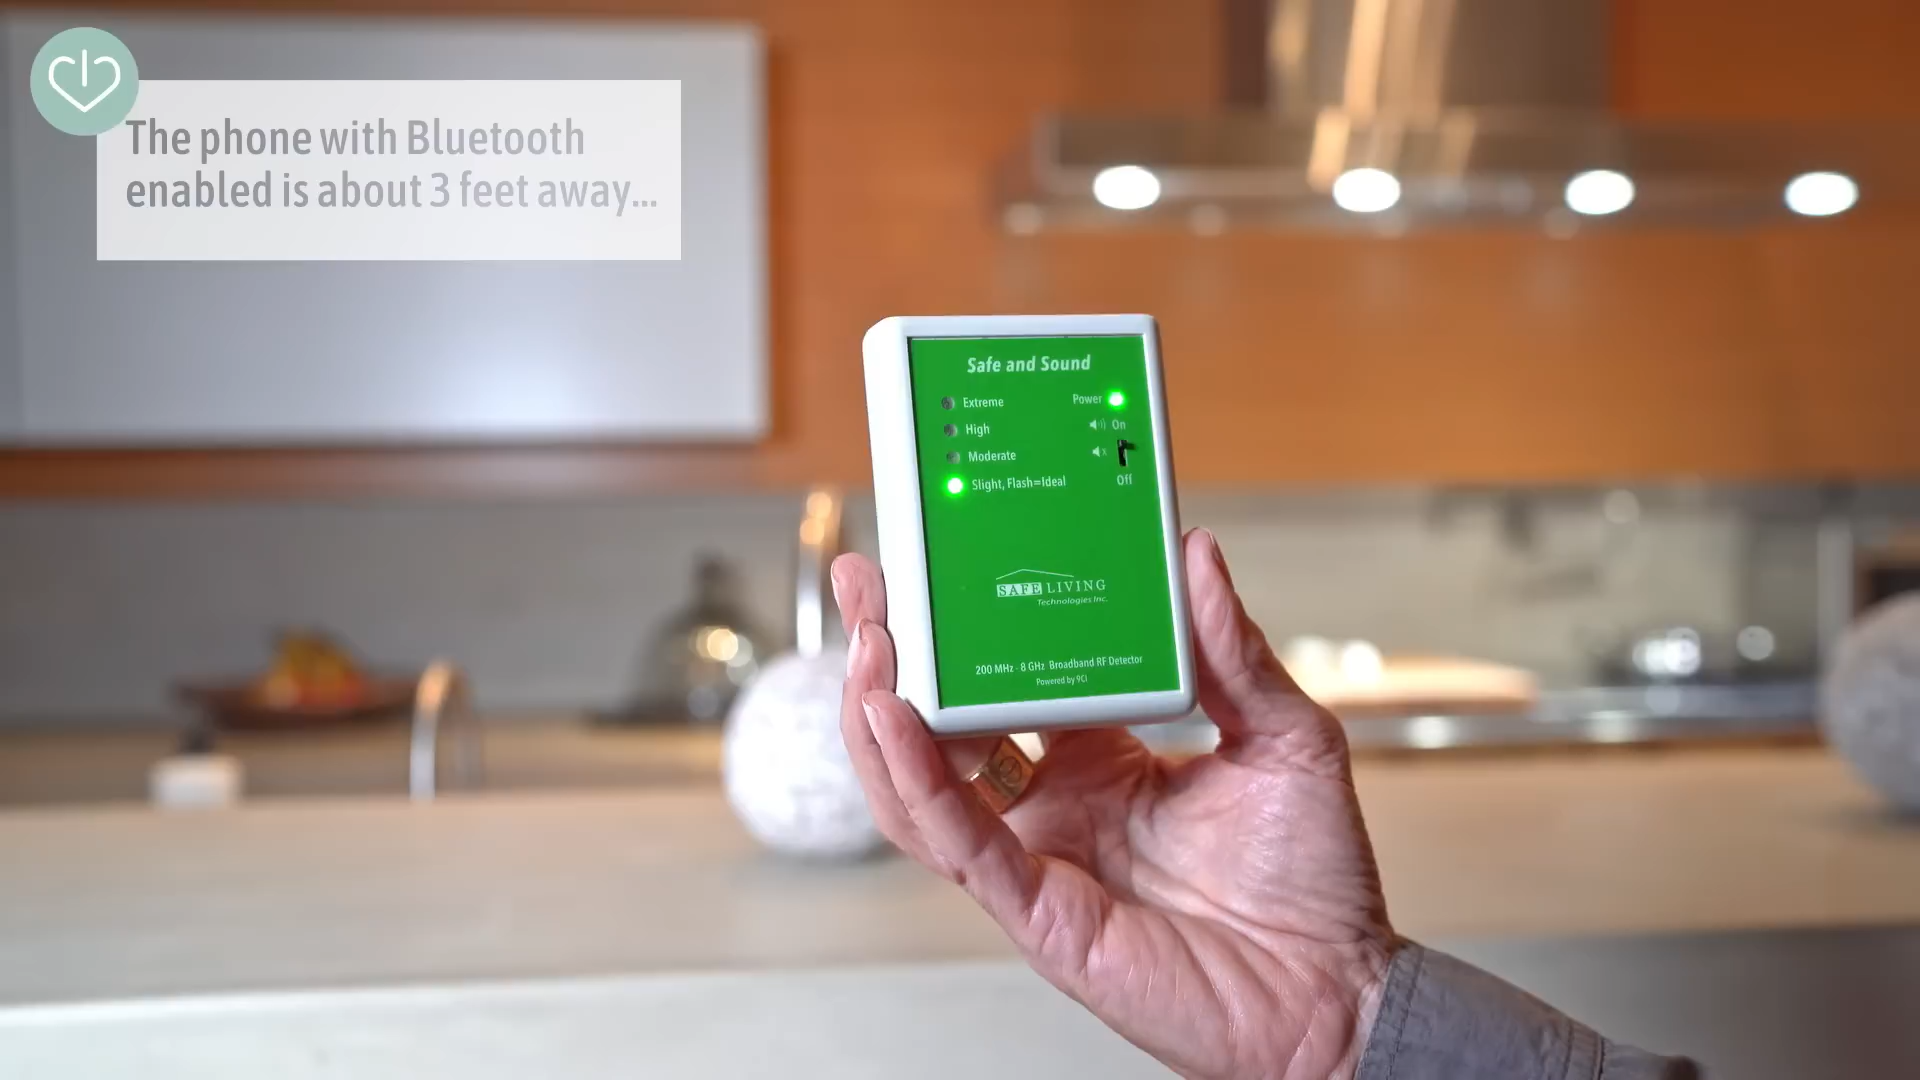 The phone with Bluetooth
enabled is about 3 feet away...
Safe and Sound
Extreme
Power
High
On
Moderate
Slight, Flash=Ideal
Off
SAFE LIVING
Technologies Inc.
200 MHz - 8 GHz Broadband RF Detector
Powered by 9Ci